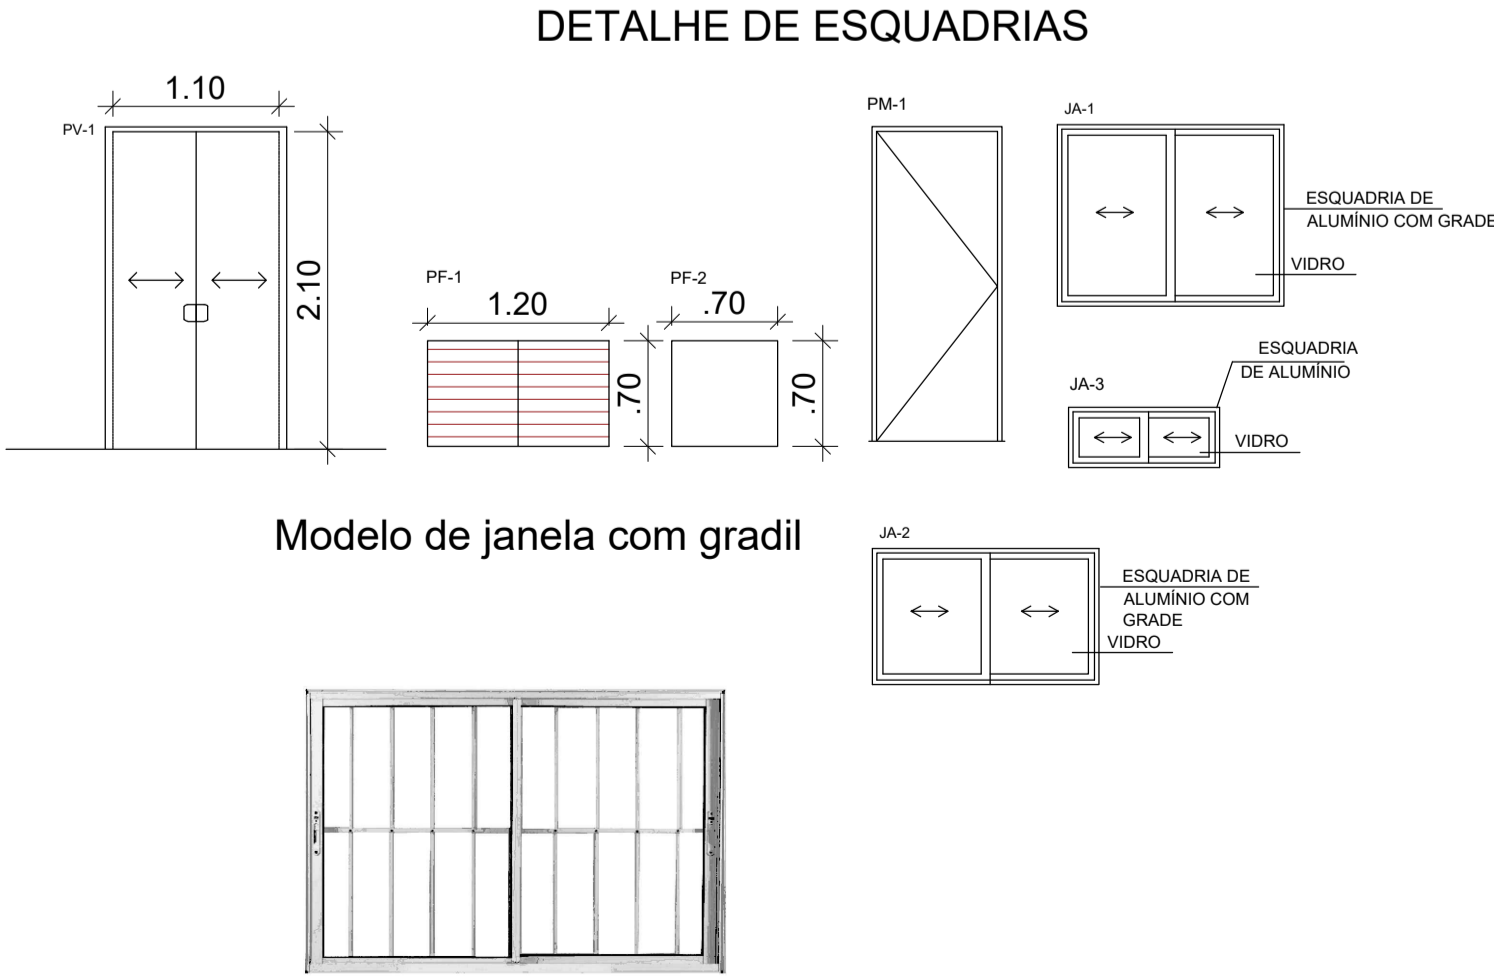 DETALHE DE ESQUADRIAS
1.10
PV-1
2.10
PF-1
1.20
.70
PF-2
.70
.70
PM-1
JA-1
ESQUADRIA DE
ALUMÍNIO COM GRADE
VIDRO
ESQUADRIA
DE ALUMÍNIO
JA-3
VIDRO
Modelo de janela com gradil
JA-2
ESQUADRIA DE
ALUMÍNIO COM
GRADE
VIDRO